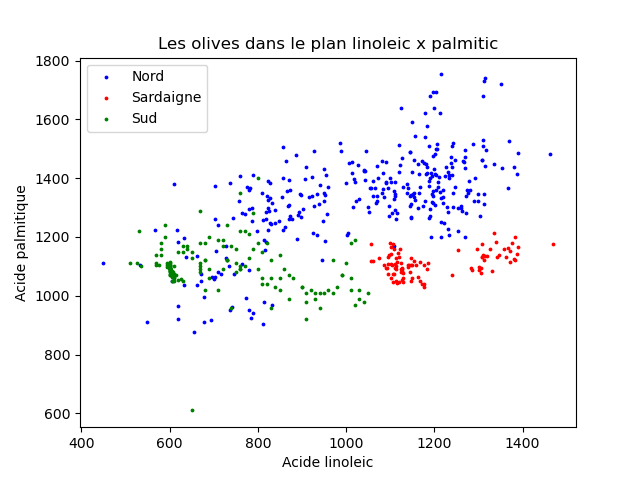 Les olives dans le plan linoleic x palmitic
Nord
Sardaigne
Sud
Acide palmitique
1800
1600
1400
1200
1000
800
600
400
600
800
1000
1200
1400
Acide linoleic